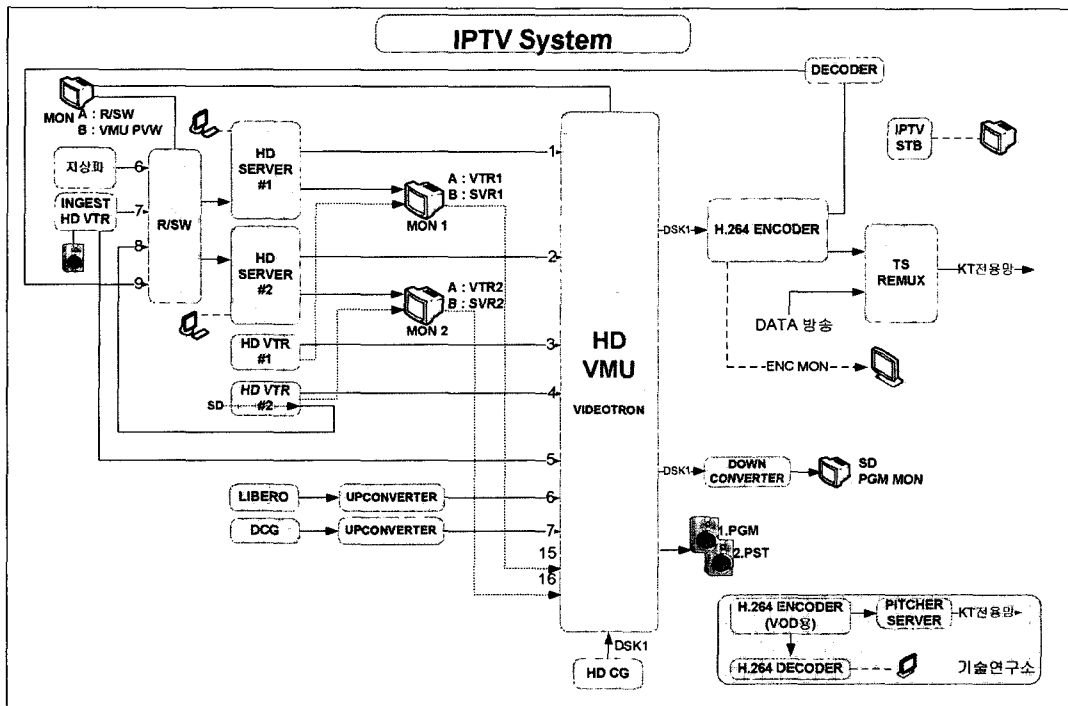 IPTV System
DECODER
MON
A : R/SW
B : VMU PVW
IPTV
STB
지상파
6
INGEST
HD VTR
7
8
9
R/SW
HD
SERVER
#1
1
A : VTR1
B : SVR1
MON 1
HD
SERVER
#2
2
A : VTR2
B : SVR2
MON 2
HD VTR
#1
3
HD VTR
#2
SD
4
5
LIBERO
UPCONVERTER
6
DCG
UPCONVERTER
7
15
16
HD
VMU
VIDEOTRON
DSK1
H.264 ENCODER
TS
REMUX
KT전용망
DATA 방송
ENC MON
DSK1
DOWN
CONVERTER
SD
PGM MON
1.PGM
2.PST
DSK1
HD CG
H.264 ENCODER
(VOD용)
PITCHER
SERVER
KT전용망
H.264 DECODER
기술연구소